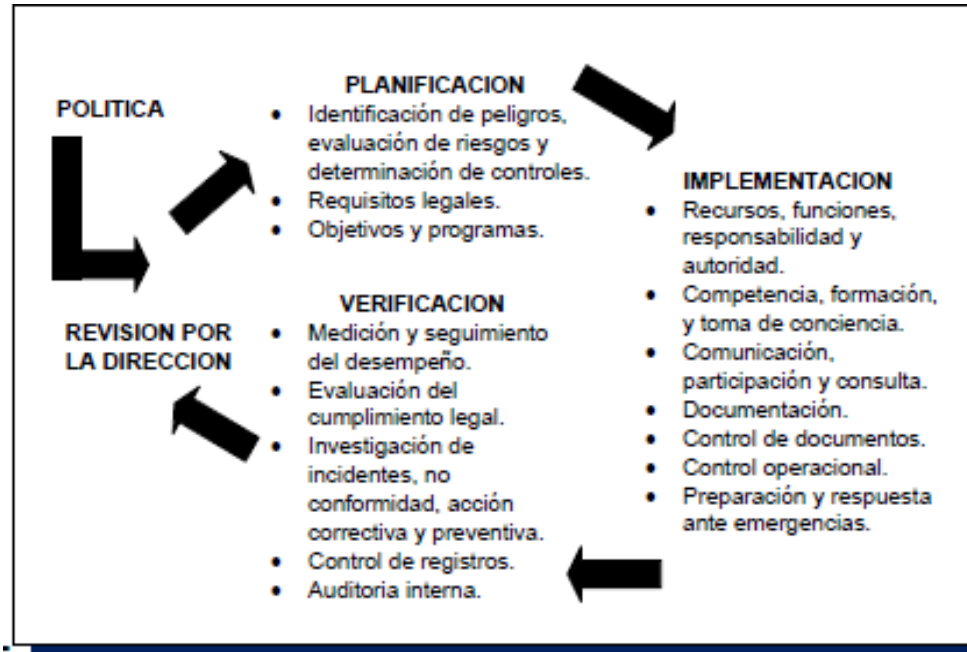 POLITICA
PLANIFICACION
• Identificación de peligros,
evaluación de riesgos y
determinación de controles.
• Requisitos legales.
• Objetivos y programas.
IMPLEMENTACION
• Recursos, funciones,
responsabilidad y
autoridad.
• Competencia, formación,
y toma de conciencia.
• Comunicación,
participación y consulta.
• Documentación.
• Control de documentos.
• Control operacional.
• Preparación y respuesta
ante emergencias.
VERIFICACION
• Medición y seguimiento
del desempeño.
• Evaluación del
cumplimiento legal.
• Investigación de
incidentes, no
conformidad, acción
correctiva y preventiva.
• Control de registros.
• Auditoria interna.
REVISION POR
LA DIRECCION